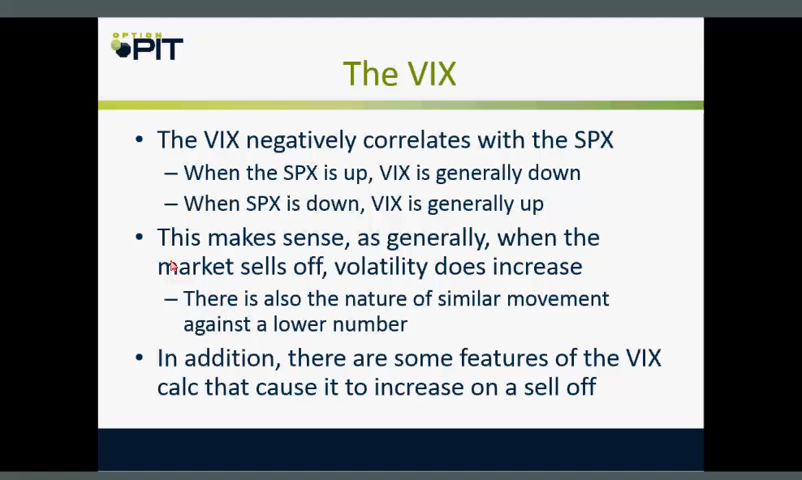 OPTION
PIT
The VIX
• The VIX negatively correlates with the SPX
– When the SPX is up, VIX is generally down
– When SPX is down, VIX is generally up
• This makes sense, as generally, when the
market sells off, volatility does increase
– There is also the nature of similar movement
against a lower number
• In addition, there are some features of the VIX
calc that cause it to increase on a sell off